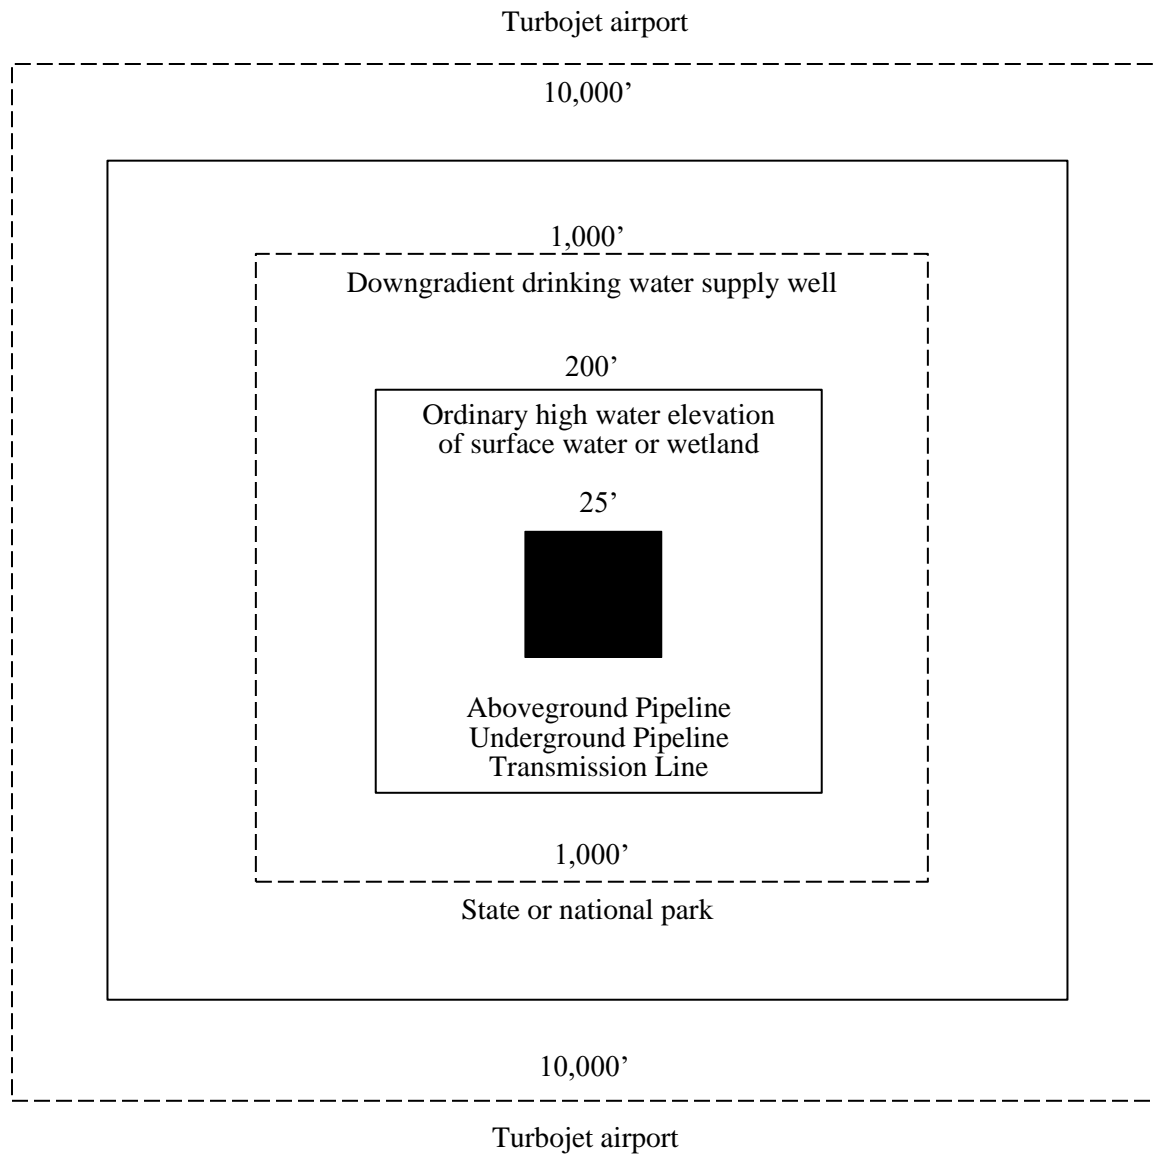 Turbojet airport
10,000’
1,000’
Downgradient drinking water supply well
200’
Ordinary high water elevation
of surface water or wetland
25’
Aboveground Pipeline
Underground Pipeline
Transmission Line
1,000’
State or national park
10,000’
Turbojet airport